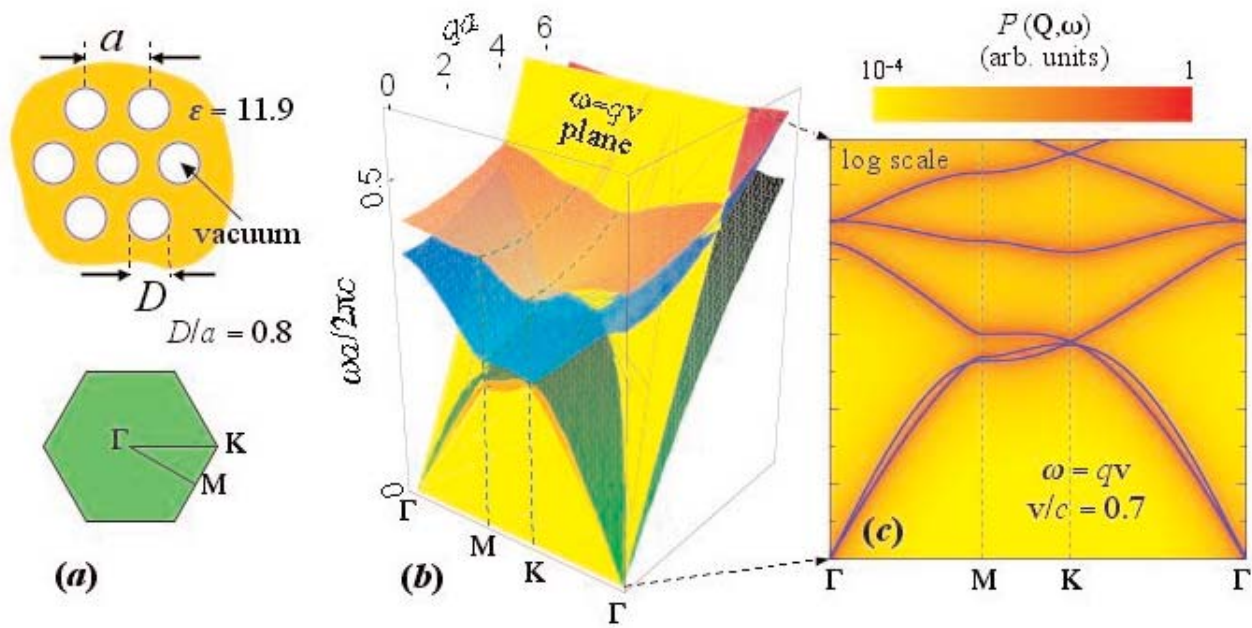 a
ε = 11.9
vacuum
D
D/a = 0.8
Γ
K
M
(a)
qa
0
2
4
6
ω=qv
plane
0.5
ωa/2πc
0
Γ
M
K
Γ
(b)
P(Q,ω)
(arb. units)
10⁻⁴
1
log scale
ω = qv
v/c = 0.7
(c)
Γ
M
K
Γ